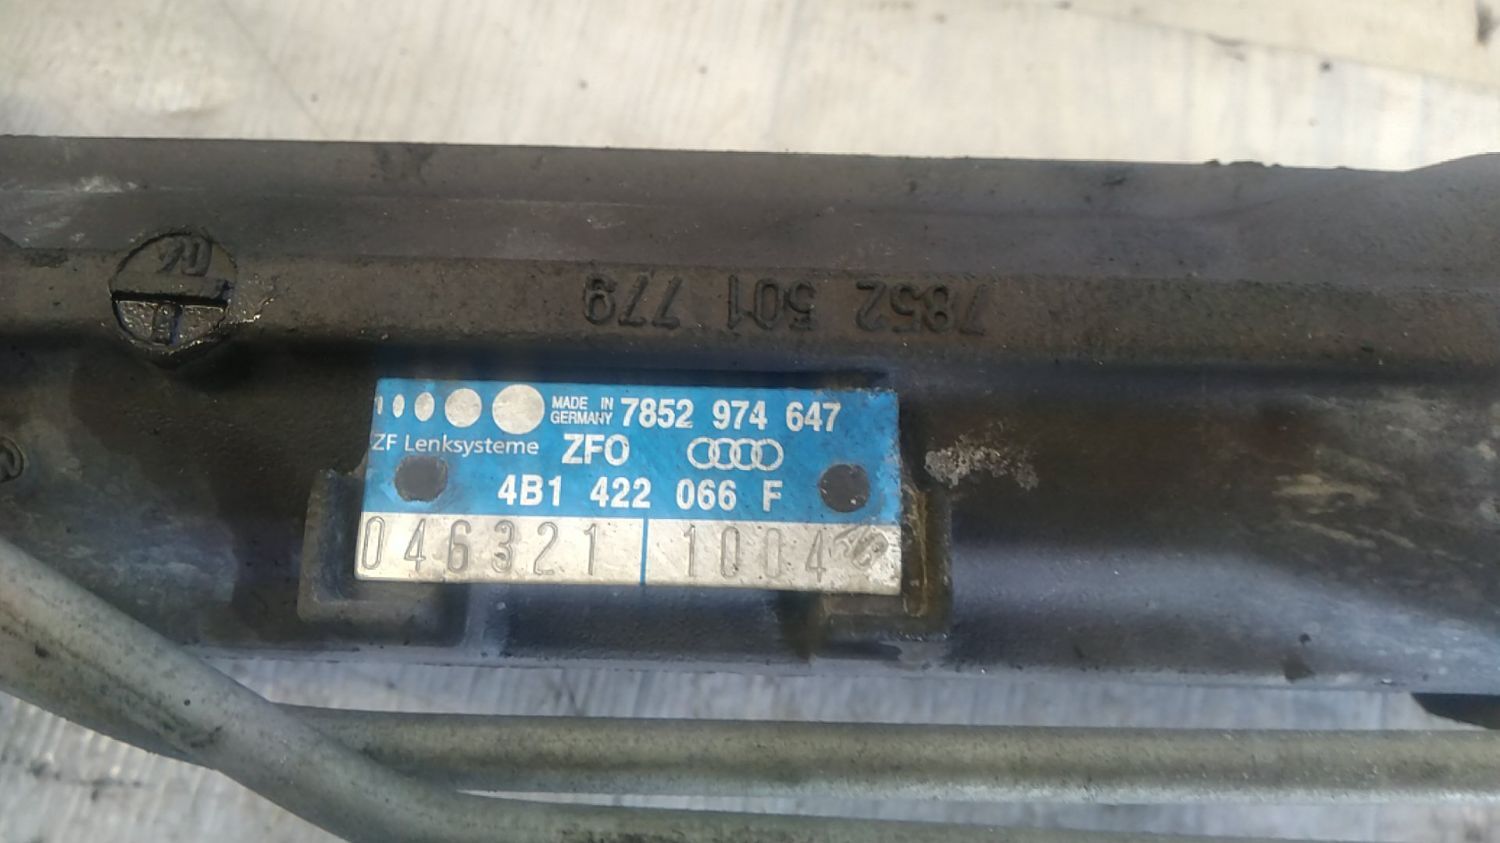 7852 501 779
MADE IN
GERMANY
7852 974 647
ZF Lenksysteme ZFO
4B1 422 066 F
046321 1004